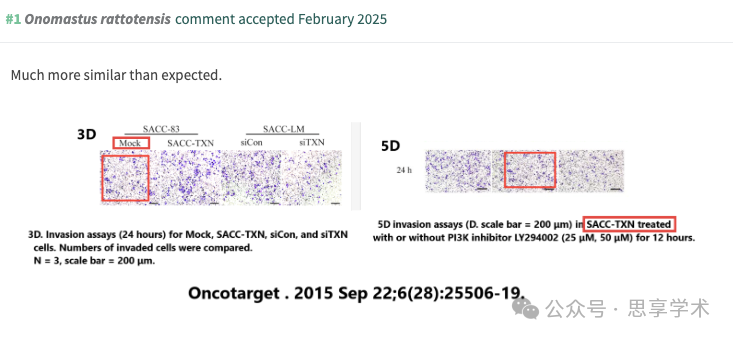 #1 Onomastus rattotensis comment accepted February 2025
Much more similar than expected.
3D
SACC-83
SACC-LM
Mock
SACC-TXN
siCon
siTXN
3D. Invasion assays (24 hours) for Mock, SACC-TXN, siCon, and siTXN
cells. Numbers of invaded cells were compared.
N = 3, scale bar = 200 μm.
5D
24 h
5D invasion assays (D. scale bar = 200 μm) in SACC-TXN treated
with or without PI3K inhibitor LY294002 (25 μM, 50 μM) for 12 hours.
Oncotarget . 2015 Sep 22;6(28):25506-19.
公众号 · 思享学术